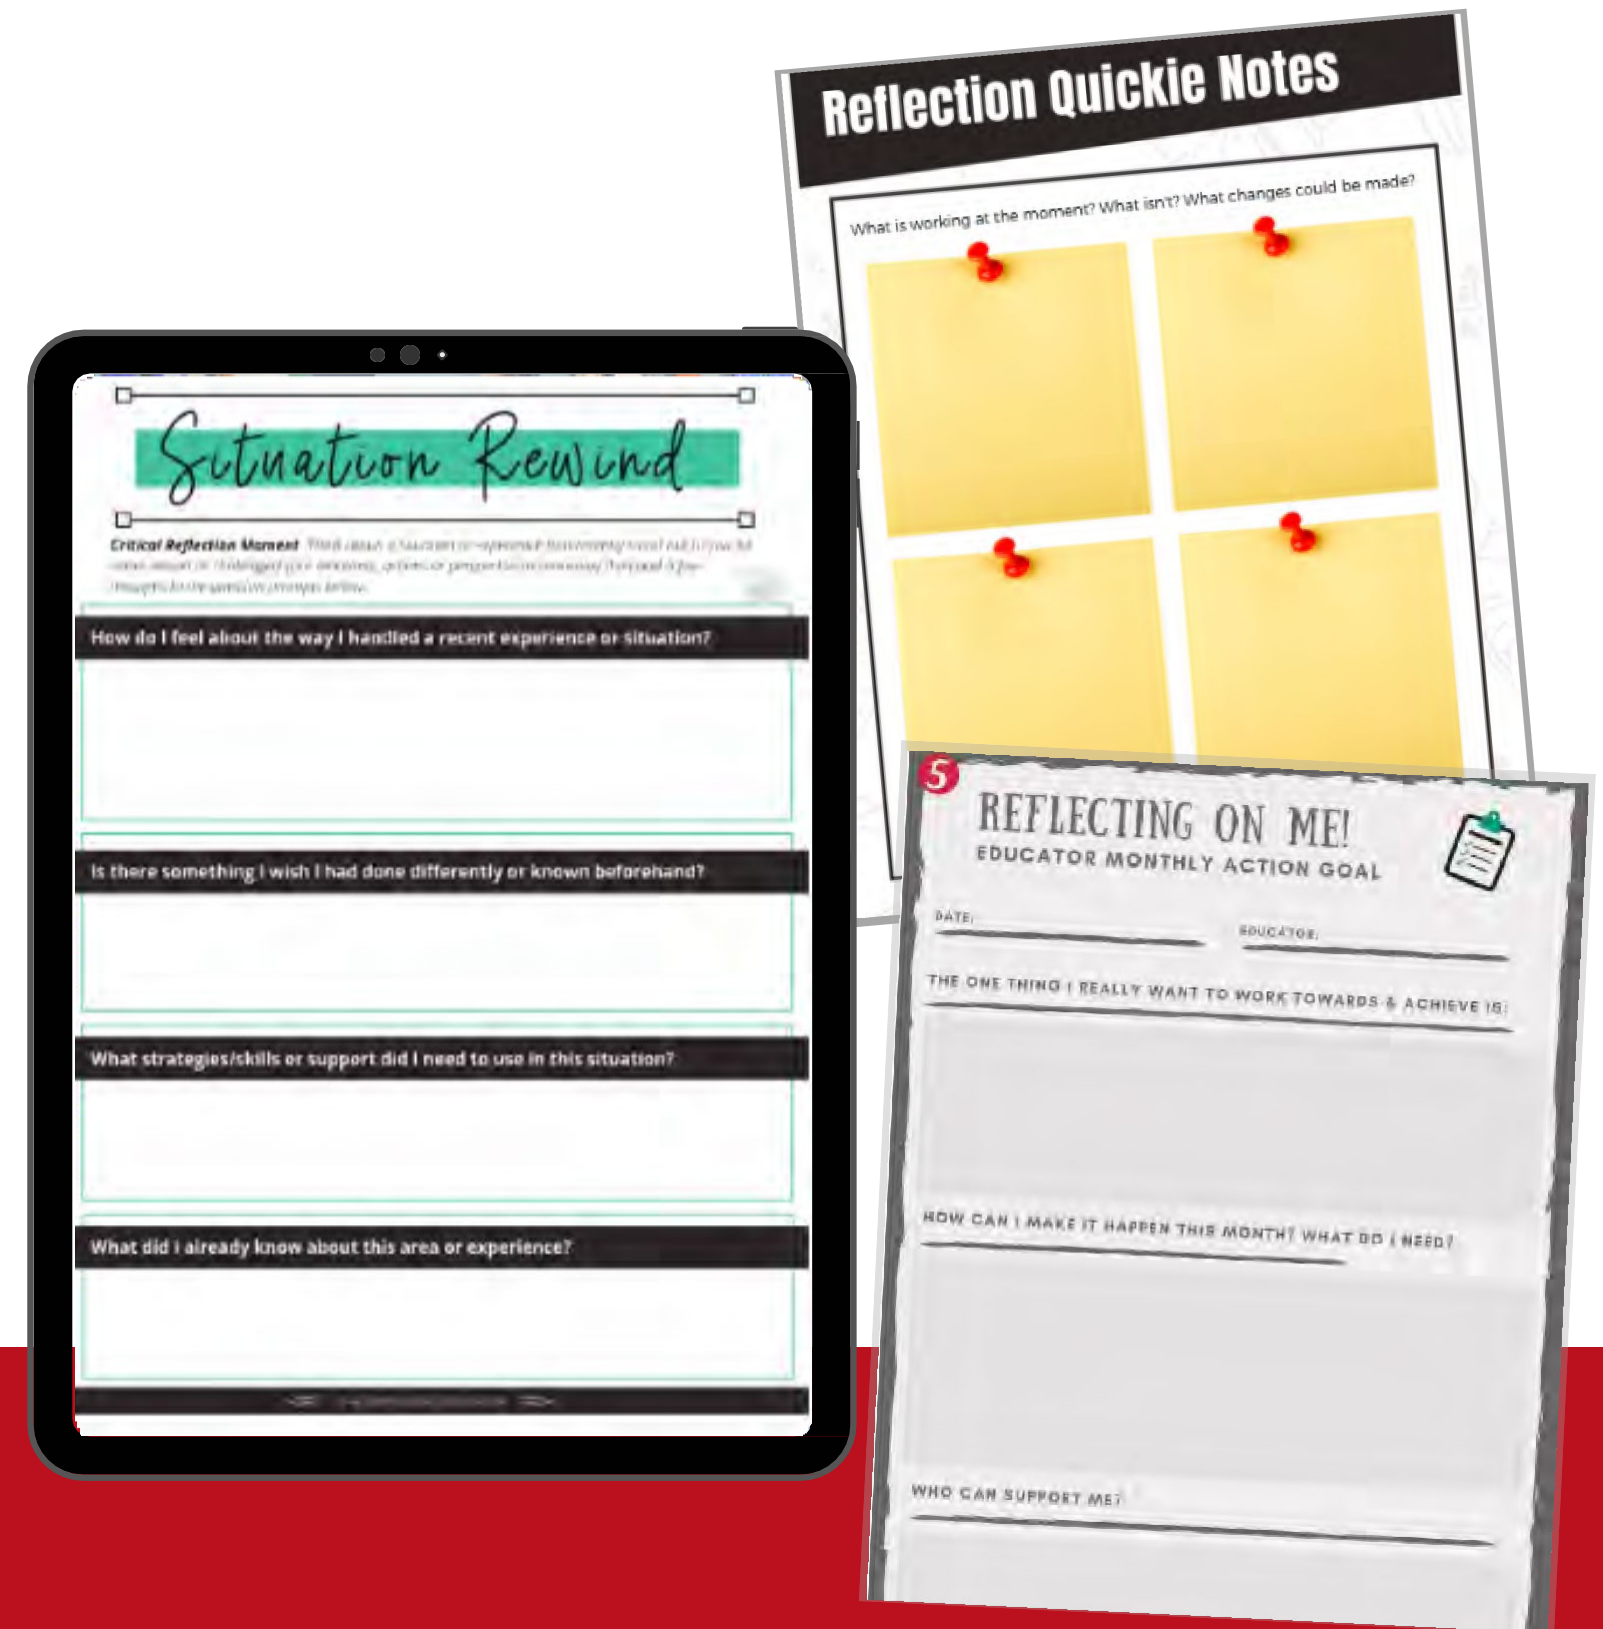 Reflection Quickie Notes
What is working at the moment? What isn't? What changes could be made?
Situation Rewind
Critical Reflection Moment
How do I feel about the way I handled a recent experience or situation?
Is there something I wish I had done differently or known beforehand?
What strategies/skills or support did I need to use in this situation?
What did I already know about this area or experience?
5
REFLECTING ON ME!
EDUCATOR MONTHLY ACTION GOAL
DATE:
EDUCATOR:
THE ONE THING I REALLY WANT TO WORK TOWARDS & ACHIEVE IS:
HOW CAN I MAKE IT HAPPEN THIS MONTH? WHAT DO I NEED?
WHO CAN SUPPORT ME?